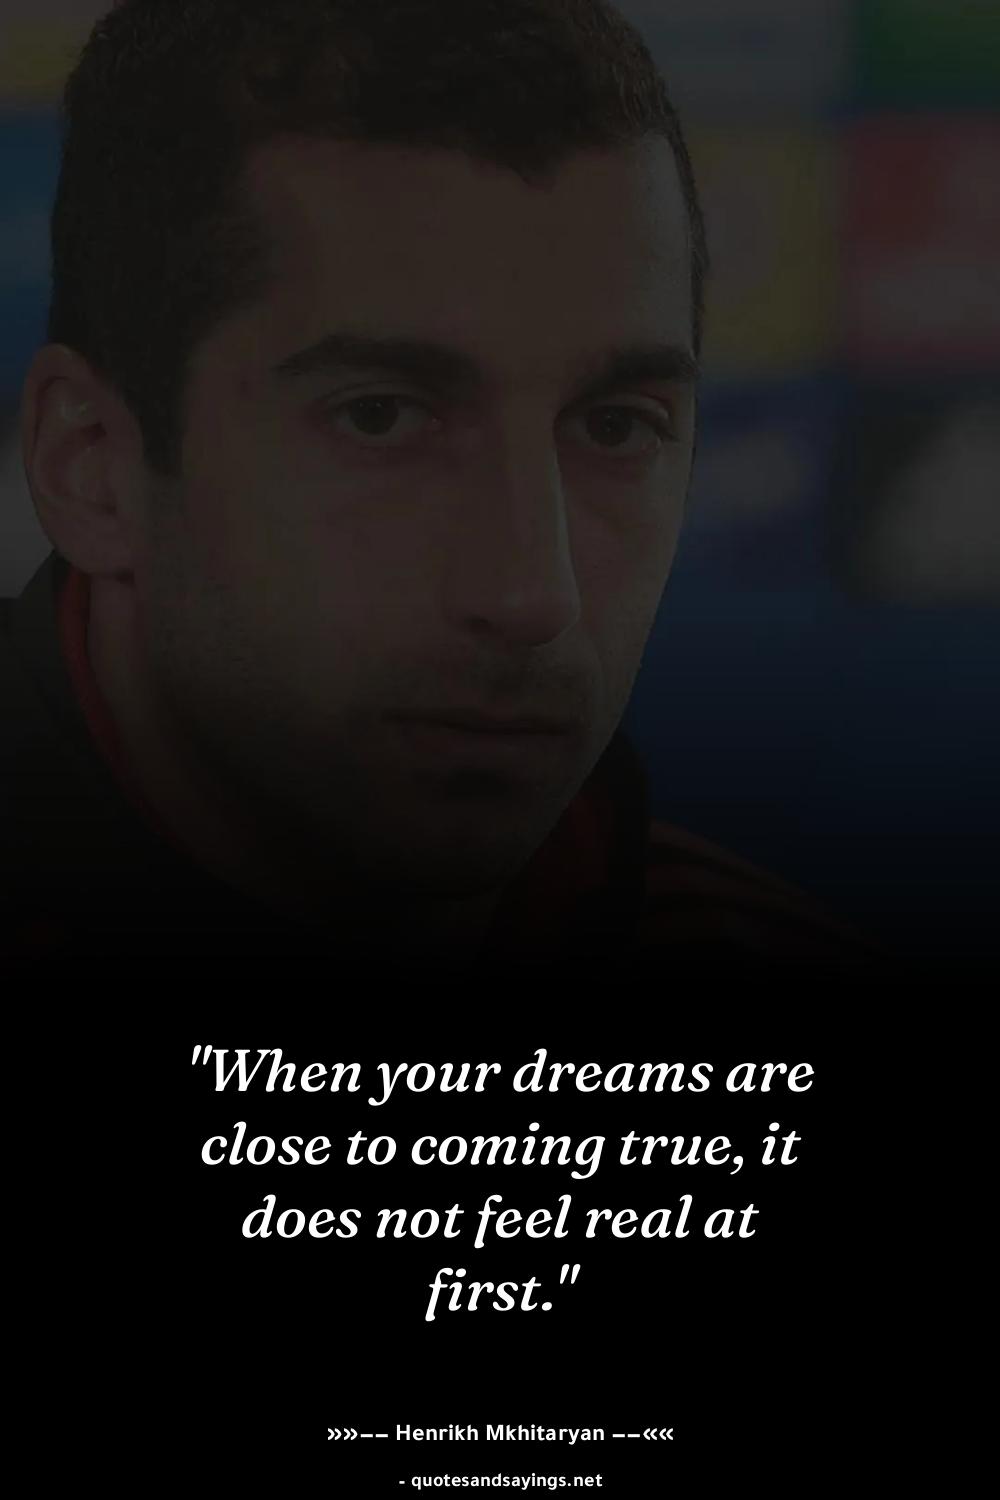 "When your dreams are
close to coming true, it
does not feel real at
first."
»»–– Henrikh Mkhitaryan ––««
- quotesandsayings.net